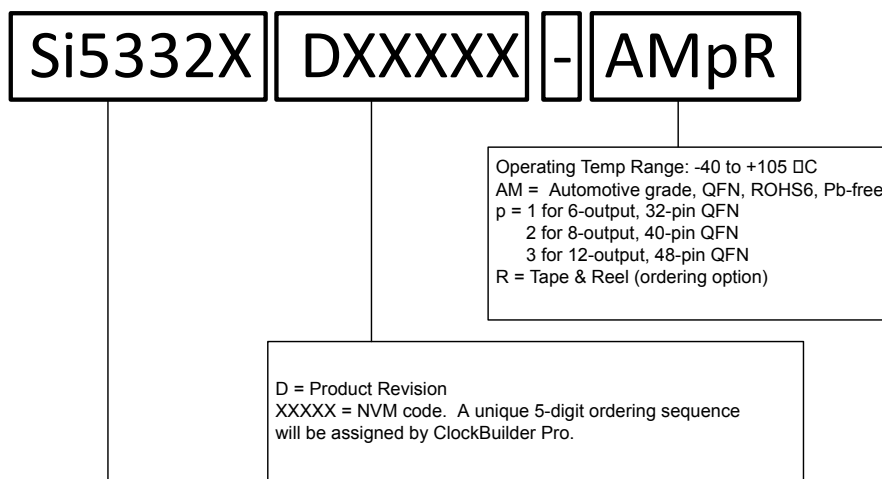 Si5332X DXXXXX - AMpR
Operating Temp Range: -40 to +105 □C
AM = Automotive grade, QFN, ROHS6, Pb-free
p = 1 for 6-output, 32-pin QFN
2 for 8-output, 40-pin QFN
3 for 12-output, 48-pin QFN
R = Tape & Reel (ordering option)
D = Product Revision
XXXXX = NVM code. A unique 5-digit ordering sequence
will be assigned by ClockBuilder Pro.